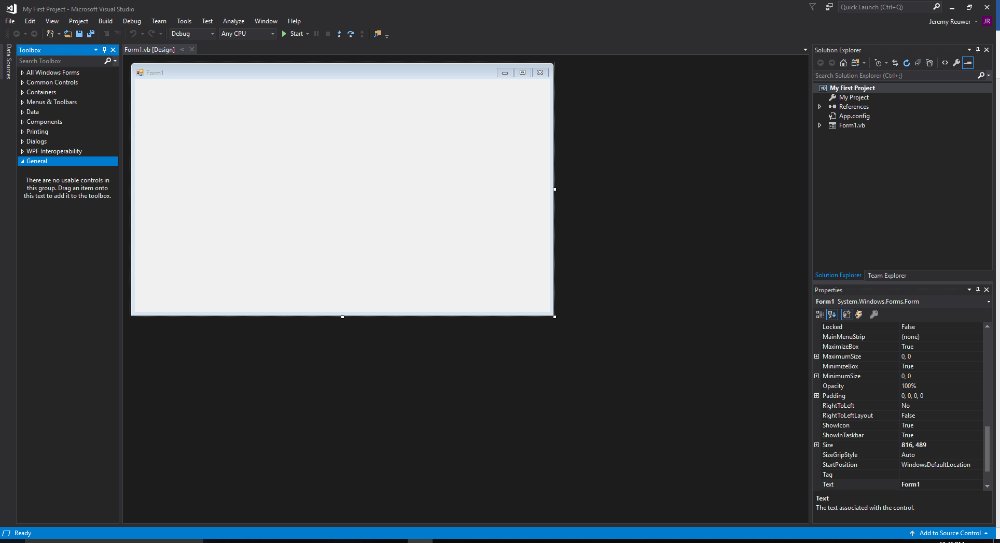 My First Project - Microsoft Visual Studio
Quick Launch (Ctrl+Q)
File Edit View Project Build Debug Team Tools Test Analyze Window Help
Jeremy Reuwer JR
Debug Any CPU Start
Data Sources
Toolbox
Search Toolbox
All Windows Forms
Common Controls
Containers
Menus & Toolbars
Data
Components
Printing
Dialogs
WPF Interoperability
General
There are no usable controls in
this group. Drag an item onto
this text to add it to the toolbox.
Form1.vb [Design]
Form1
Solution Explorer
Search Solution Explorer (Ctrl+;)
VB My First Project
My Project
References
App.config
Form1.vb
Solution Explorer Team Explorer
Properties
Form1 System.Windows.Forms.Form
Locked False
MainMenuStrip (none)
MaximizeBox True
MaximumSize 0, 0
MinimizeBox True
MinimumSize 0, 0
Opacity 100%
Padding 0, 0, 0, 0
RightToLeft No
RightToLeftLayout False
ShowIcon True
ShowInTaskbar True
Size 816, 489
SizeGripStyle Auto
StartPosition WindowsDefaultLocation
Tag
Text Form1
Text
The text associated with the control.
Ready
Add to Source Control